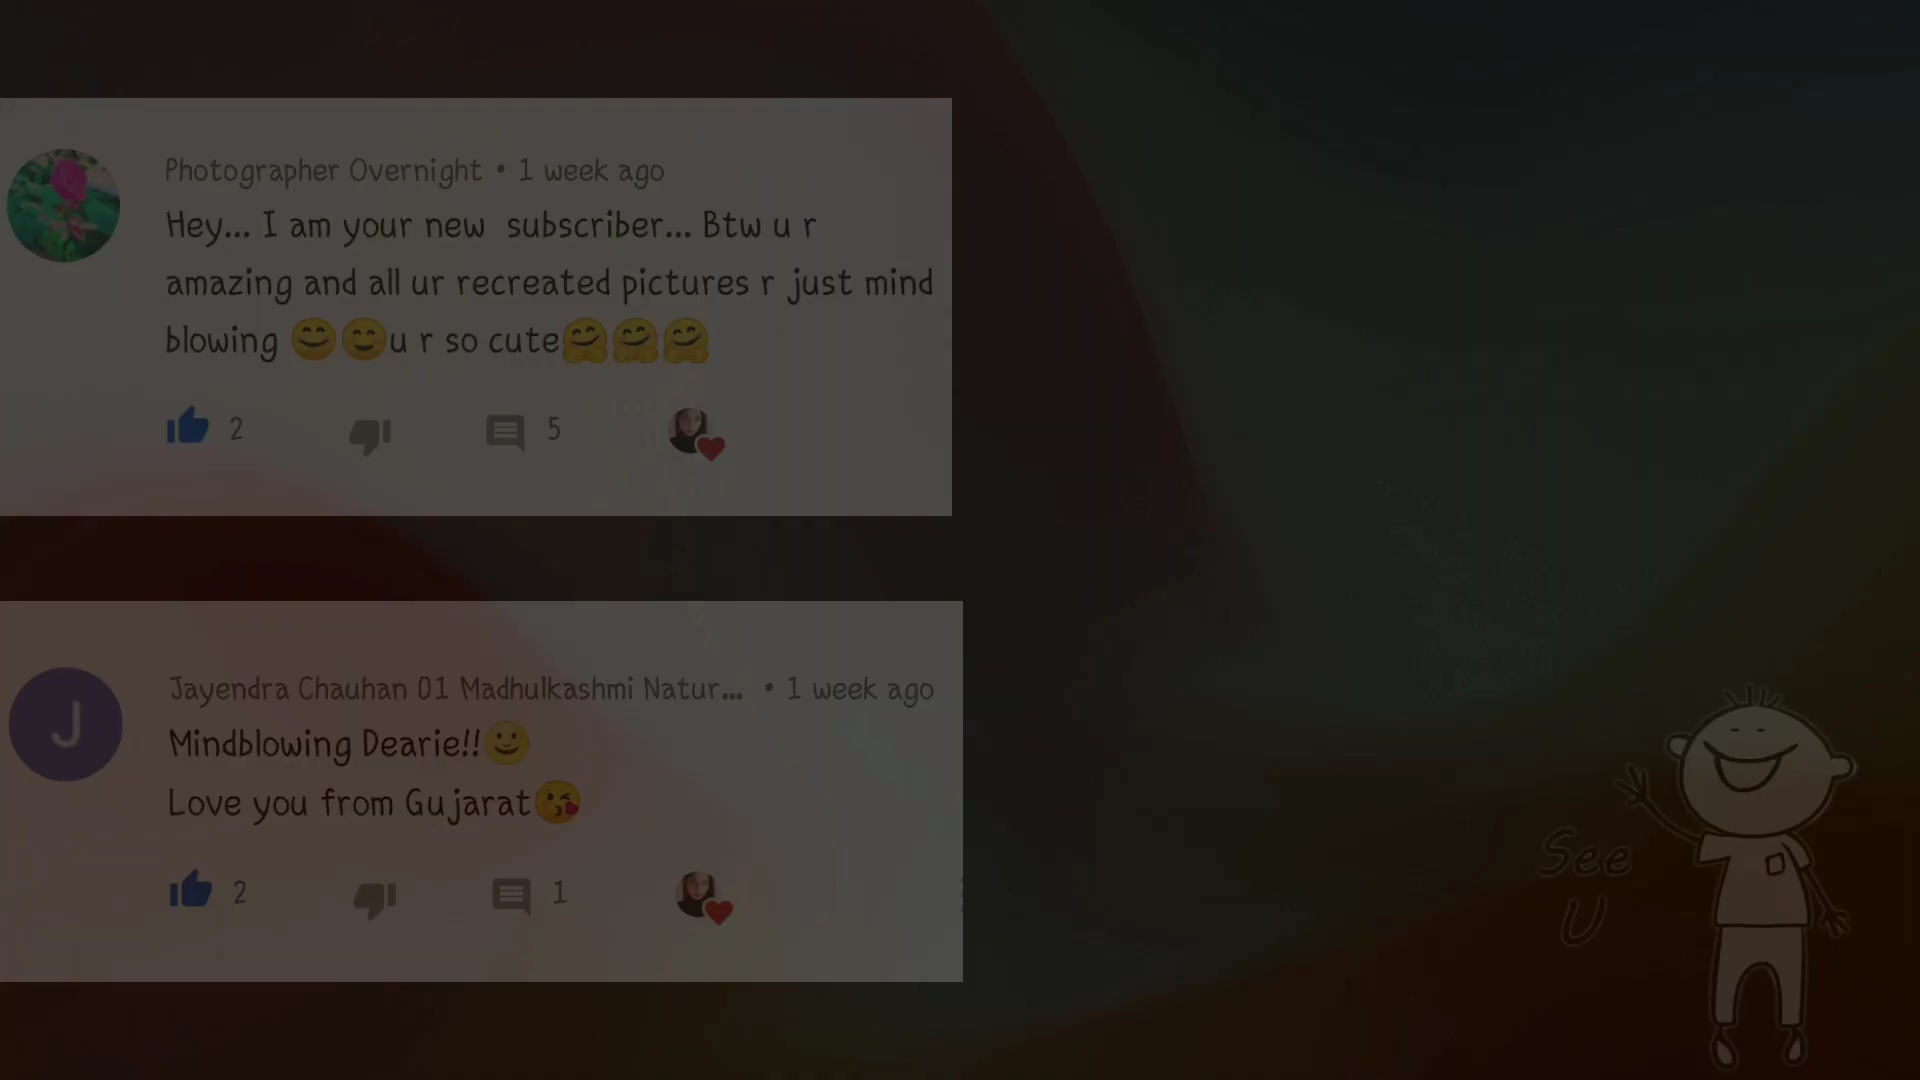 Photographer Overnight • 1 week ago
Hey... I am your new subscriber... Btw u r
amazing and all ur recreated pictures r just mind
blowing 😊😊u r so cute🤗🤗🤗
2 5
Jayendra Chauhan 01 Madhulkashmi Natur... • 1 week ago
J
Mindblowing Dearie!!🙂
Love you from Gujarat😘
2 1
See
U